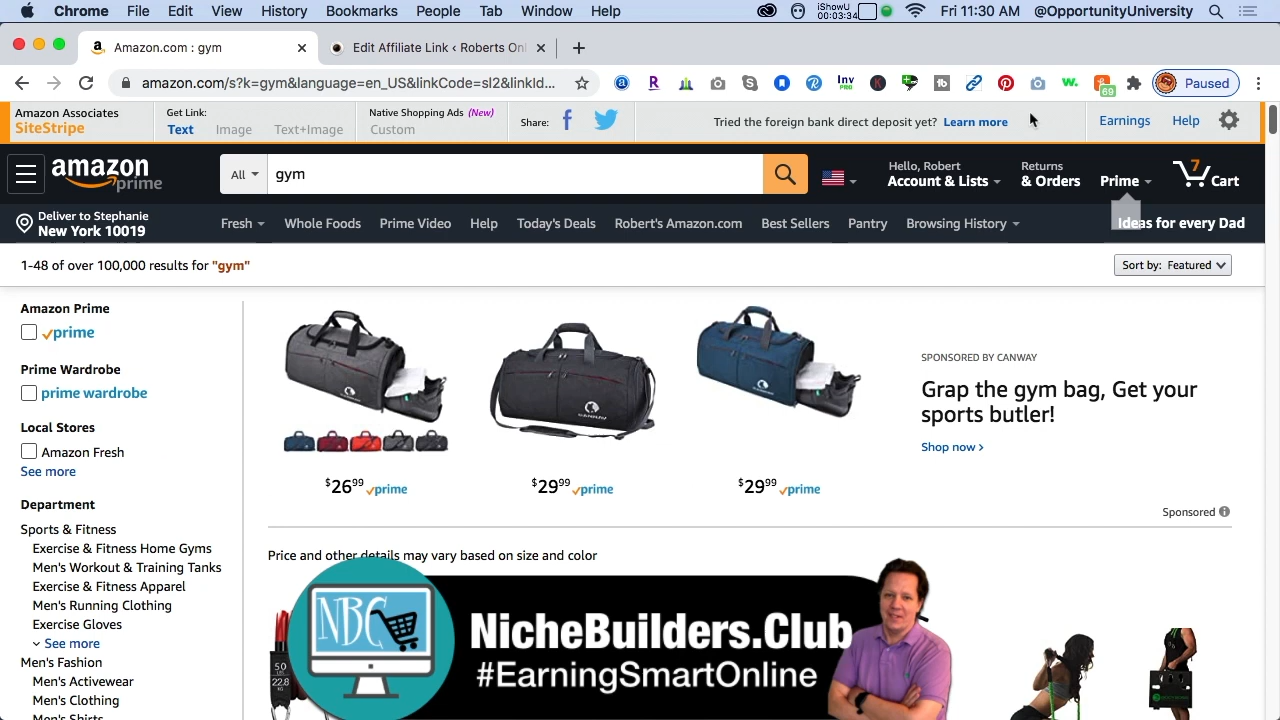 Chrome File Edit View History Bookmarks People Tab Window Help iShowU 00:03:34 Fri 11:30 AM @OpportunityUniversity
Amazon.com : gym
Edit Affiliate Link ‹ Roberts Onl
amazon.com/s?k=gym&language=en_US&linkCode=sl2&linkId...
Inv PRO
69
Paused
Amazon Associates
SiteStripe
Get Link:
Text Image Text+Image
Native Shopping Ads (New)
Custom
Share:
Tried the foreign bank direct deposit yet? Learn more
Earnings Help
amazon prime
All gym
Hello, Robert
Account & Lists
Returns
& Orders
Prime
7
Cart
Deliver to Stephanie
New York 10019
Fresh Whole Foods Prime Video Help Today's Deals Robert's Amazon.com Best Sellers Pantry Browsing History
Ideas for every Dad
1-48 of over 100,000 results for "gym"
Sort by: Featured
Amazon Prime
prime
Prime Wardrobe
prime wardrobe
Local Stores
Amazon Fresh
See more
Department
Sports & Fitness
Exercise & Fitness Home Gyms
Men's Workout & Training Tanks
Exercise & Fitness Apparel
Men's Running Clothing
Exercise Gloves
See more
Men's Fashion
Men's Activewear
Men's Clothing
Men's Shirts
$26.99 prime
$29.99 prime
$29.99 prime
SPONSORED BY CANWAY
Grap the gym bag, Get your
sports butler!
Shop now ›
Sponsored
Price and other details may vary based on size and color
50
22.8
KG
NBC
NicheBuilders.Club
#EarningSmartOnline